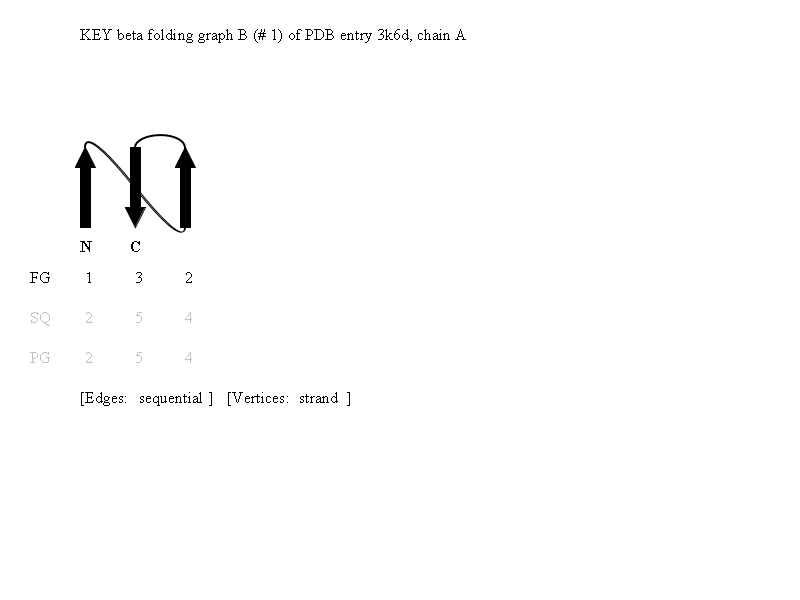 KEY beta folding graph B (# 1) of PDB entry 3k6d, chain A
N C
FG 1 3 2
SQ 2 5 4
PG 2 5 4
[Edges: sequential ] [Vertices: strand ]